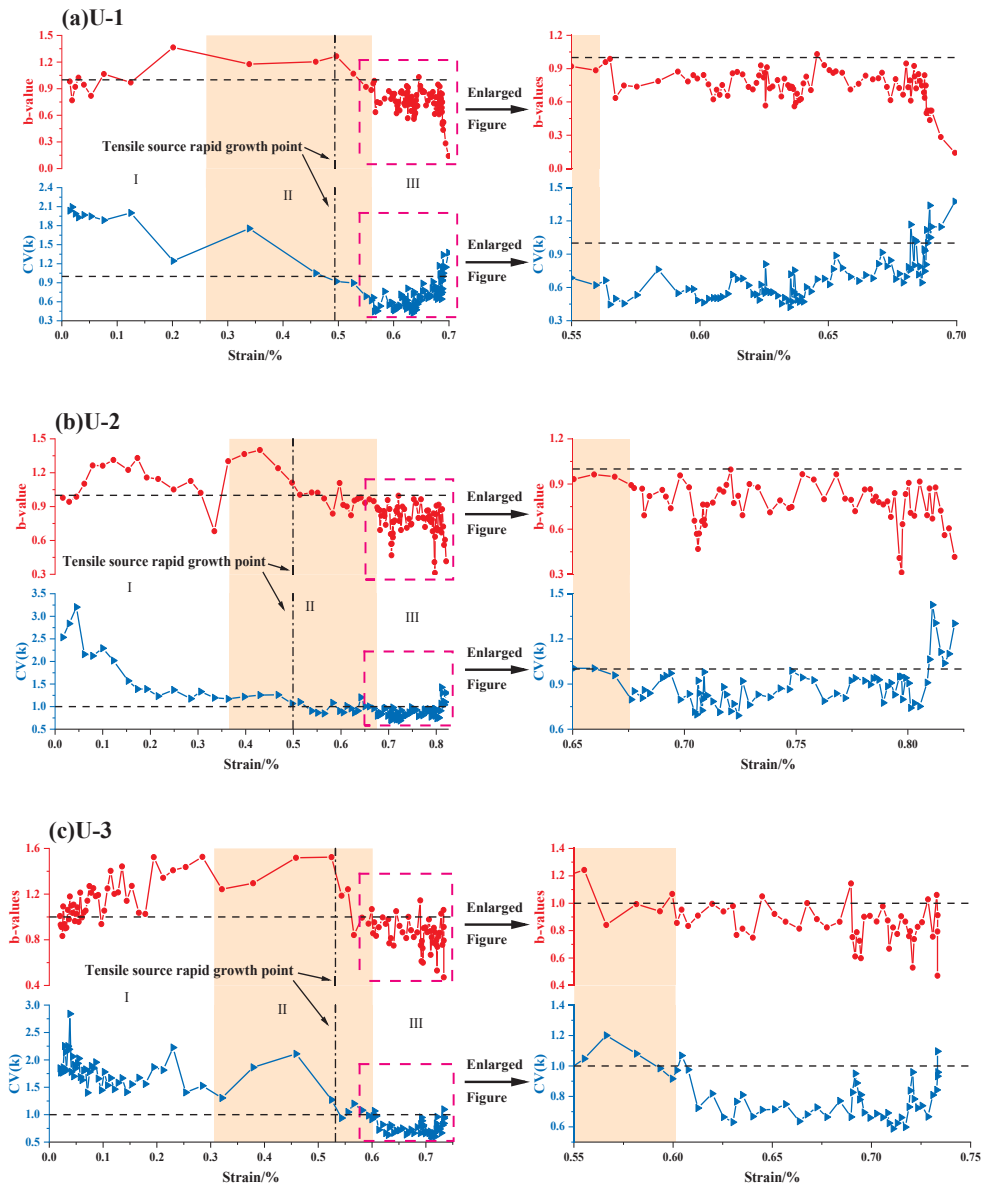 (a)U-1
1.5
1.2
0.9
0.6
0.3
0.0
b-value
Tensile source rapid growth point
I
II
III
2.4
2.1
1.8
1.5
1.2
0.9
0.6
0.3
CV(k)
0.0 0.1 0.2 0.3 0.4 0.5 0.6 0.7
Strain/%
Enlarged
Figure
Enlarged
Figure
1.2
0.9
0.6
0.3
0.0
b-values
1.5
1.2
0.9
0.6
0.3
CV(k)
0.55 0.60 0.65 0.70
Strain/%
(b)U-2
1.5
1.2
0.9
0.6
0.3
b-value
Tensile source rapid growth point
I
II
III
3.5
3.0
2.5
2.0
1.5
1.0
0.5
CV(k)
0.0 0.1 0.2 0.3 0.4 0.5 0.6 0.7 0.8
Strain/%
Enlarged
Figure
Enlarged
Figure
1.2
0.9
0.6
0.3
b-value
1.5
1.2
0.9
0.6
CV(k)
0.65 0.70 0.75 0.80
Strain/%
(c)U-3
1.6
1.2
0.8
0.4
b-values
Tensile source rapid growth point
I
II
III
3.0
2.5
2.0
1.5
1.0
0.5
CV(k)
0.0 0.1 0.2 0.3 0.4 0.5 0.6 0.7
Strain/%
Enlarged
Figure
Enlarged
Figure
1.4
1.2
1.0
0.8
0.6
0.4
b-values
1.4
1.2
1.0
0.8
0.6
CV(k)
0.55 0.60 0.65 0.70 0.75
Strain/%